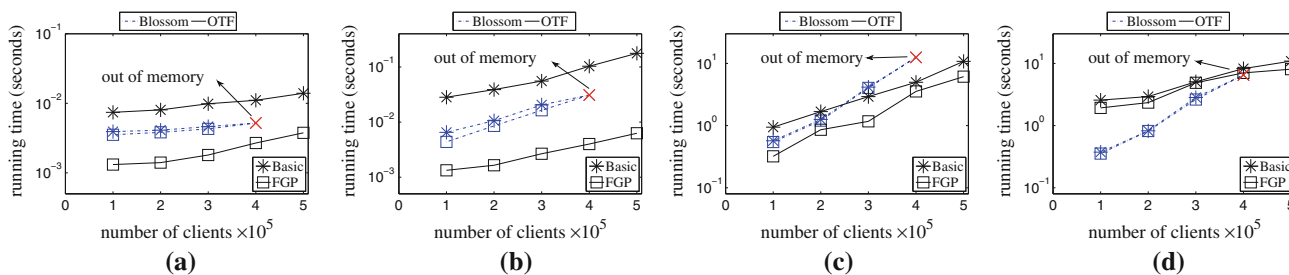 Blossom OTF
running time (seconds)
10^-1
10^-2
10^-3
out of memory
Basic
FGP
0 1 2 3 4 5
number of clients ×10^5
(a)
Blossom OTF
running time (seconds)
10^-1
10^-2
10^-3
out of memory
Basic
FGP
0 1 2 3 4 5
number of clients ×10^5
(b)
Blossom OTF
running time (seconds)
10^1
10^0
10^-1
out of memory
Basic
FGP
0 1 2 3 4 5
number of clients ×10^5
(c)
Blossom OTF
running time (seconds)
10^1
10^0
10^-1
out of memory
Basic
FGP
0 1 2 3 4 5
number of clients ×10^5
(d)